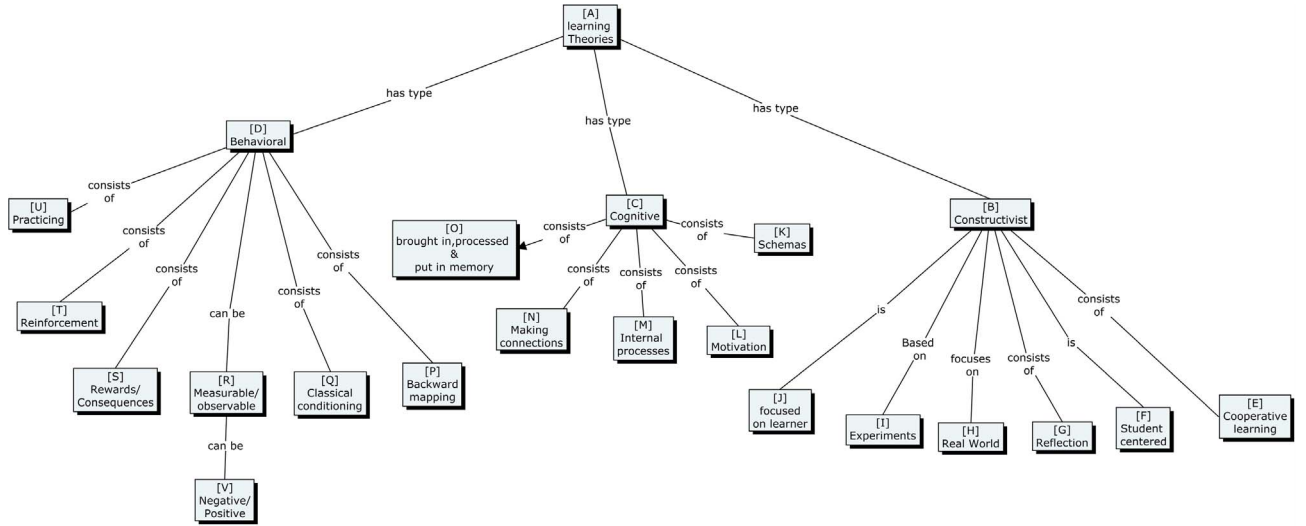 [A]
learning
Theories
has type
has type
has type
[D]
Behavioral
[C]
Cognitive
[B]
Constructivist
consists
of
[U]
Practicing
consists
of
[T]
Reinforcement
consists
of
[S]
Rewards/
Consequences
can be
[R]
Measurable/
observable
can be
[V]
Negative/
Positive
consists
of
[Q]
Classical
conditioning
consists
of
[P]
Backward
mapping
consists
of
[O]
brought in,processed
&
put in memory
consists
of
[N]
Making
connections
consists
of
[M]
Internal
processes
consists
of
[L]
Motivation
consists
of
[K]
Schemas
is
[J]
focused
on learner
Based
on
[I]
Experiments
focuses
on
[H]
Real World
consists
of
[G]
Reflection
is
[F]
Student
centered
consists
of
[E]
Cooperative
learning